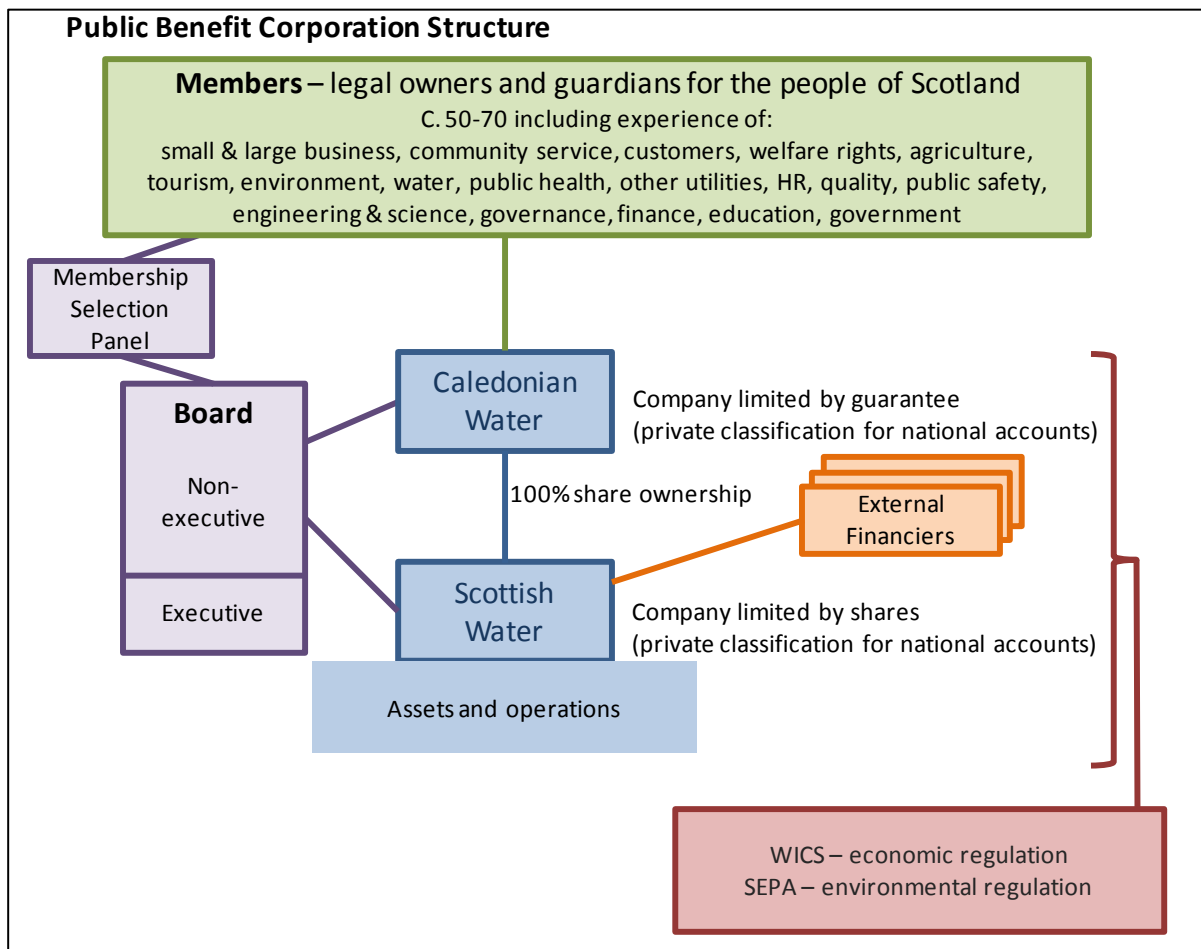 Public Benefit Corporation Structure
Members – legal owners and guardians for the people of Scotland
C. 50-70 including experience of:
small & large business, community service, customers, welfare rights, agriculture,
tourism, environment, water, public health, other utilities, HR, quality, public safety,
engineering & science, governance, finance, education, government
Membership
Selection
Panel
Board
Non-
executive
Executive
Caledonian
Water
Company limited by guarantee
(private classification for national accounts)
100% share ownership
External
Financiers
Scottish
Water
Company limited by shares
(private classification for national accounts)
Assets and operations
WICS – economic regulation
SEPA – environmental regulation